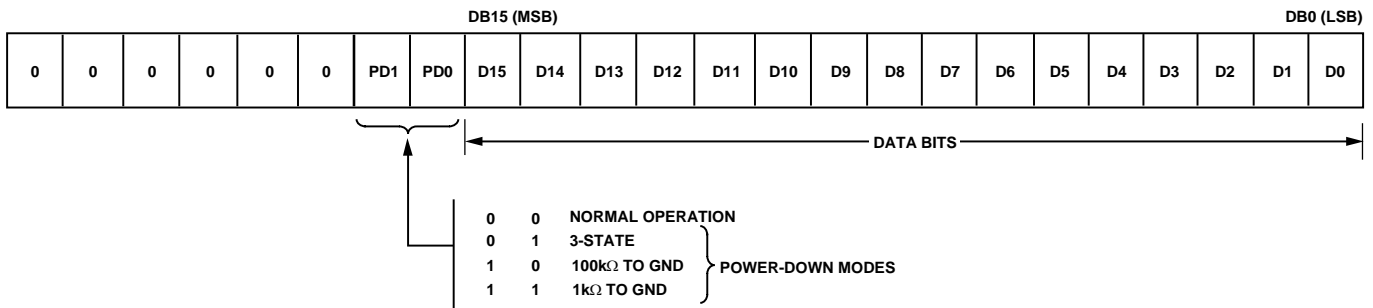 DB15 (MSB) DB0 (LSB)
0 0 0 0 0 0 PD1 PD0 D15 D14 D13 D12 D11 D10 D9 D8 D7 D6 D5 D4 D3 D2 D1 D0
DATA BITS
0 0 NORMAL OPERATION
0 1 3-STATE
1 0 100kΩ TO GND
POWER-DOWN MODES
1 1 1kΩ TO GND